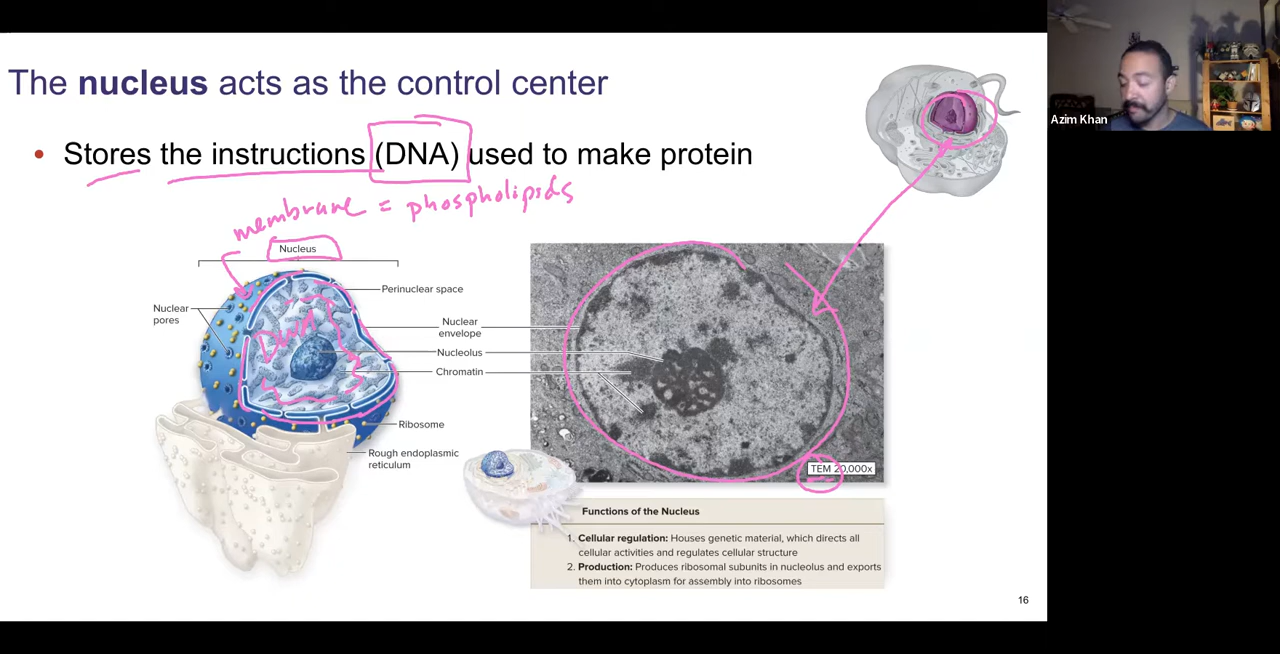 The nucleus acts as the control center
Azim Khan
• Stores the instructions (DNA) used to make protein
membrane = phospholipids
Nucleus
Perinuclear space
Nuclear
pores
Nuclear
envelope
DNA
Nucleolus
Chromatin
Ribosome
Rough endoplasmic
reticulum
TEM 20,000x
Functions of the Nucleus
1. Cellular regulation: Houses genetic material, which directs all
cellular activities and regulates cellular structure
2. Production: Produces ribosomal subunits in nucleolus and exports
them into cytoplasm for assembly into ribosomes
16